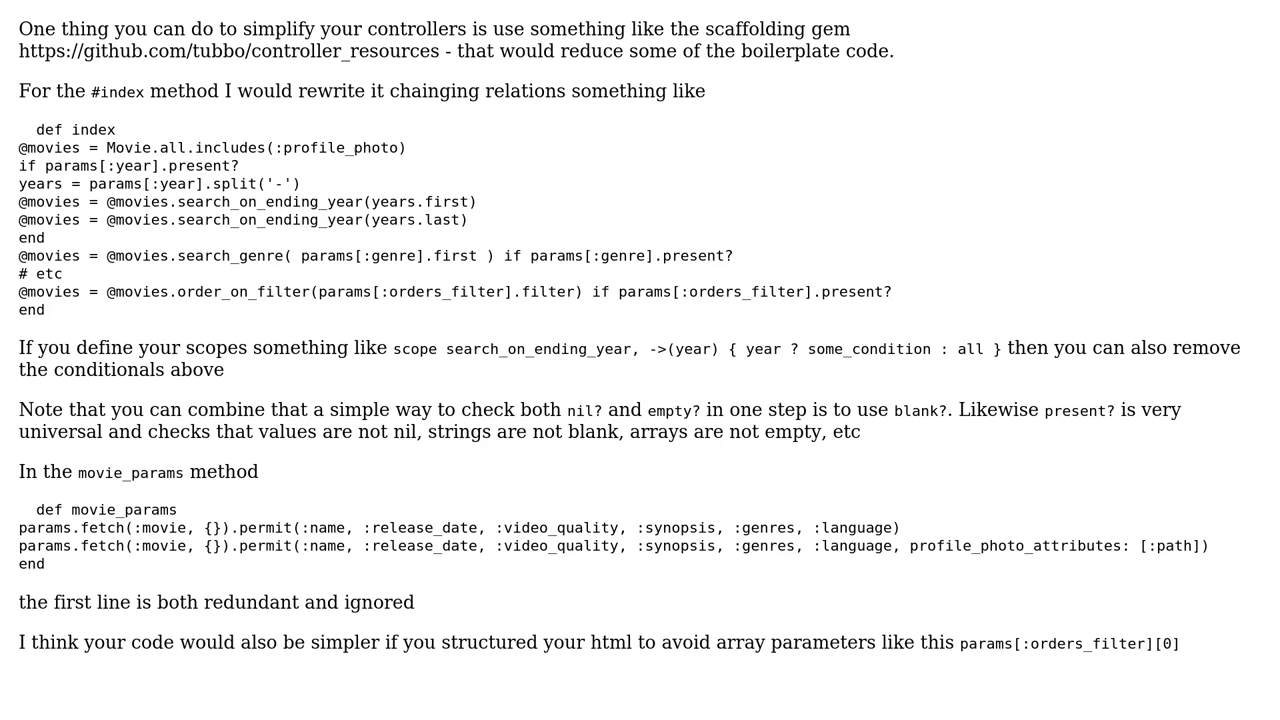 One thing you can do to simplify your controllers is use something like the scaffolding gem
https://github.com/tubbo/controller_resources - that would reduce some of the boilerplate code.
For the #index method I would rewrite it chainging relations something like
def index
@movies = Movie.all.includes(:profile_photo)
if params[:year].present?
years = params[:year].split('-')
@movies = @movies.search_on_ending_year(years.first)
@movies = @movies.search_on_ending_year(years.last)
end
@movies = @movies.search_genre( params[:genre].first ) if params[:genre].present?
# etc
@movies = @movies.order_on_filter(params[:orders_filter].filter) if params[:orders_filter].present?
end
If you define your scopes something like scope search_on_ending_year, ->(year) { year ? some_condition : all } then you can also remove
the conditionals above
Note that you can combine that a simple way to check both nil? and empty? in one step is to use blank?. Likewise present? is very
universal and checks that values are not nil, strings are not blank, arrays are not empty, etc
In the movie_params method
def movie_params
params.fetch(:movie, {}).permit(:name, :release_date, :video_quality, :synopsis, :genres, :language)
params.fetch(:movie, {}).permit(:name, :release_date, :video_quality, :synopsis, :genres, :language, profile_photo_attributes: [:path])
end
the first line is both redundant and ignored
I think your code would also be simpler if you structured your html to avoid array parameters like this params[:orders_filter][0]